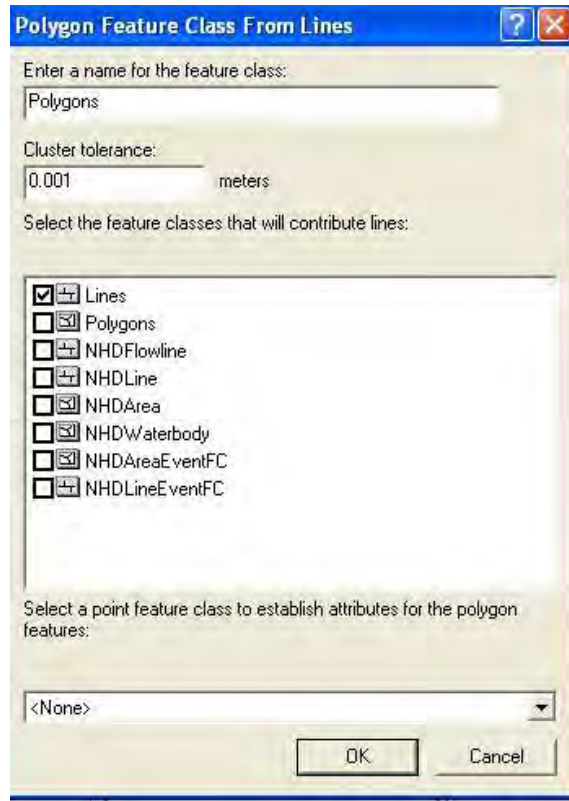 Polygon Feature Class From Lines
Enter a name for the feature class:
Polygons
Cluster tolerance:
0.001 meters
Select the feature classes that will contribute lines:
Lines
Polygons
NHDFlowline
NHDLine
NHDArea
NHDWaterbody
NHDAreaEventFC
NHDLineEventFC
Select a point feature class to establish attributes for the polygon
features:
<None>
OK Cancel